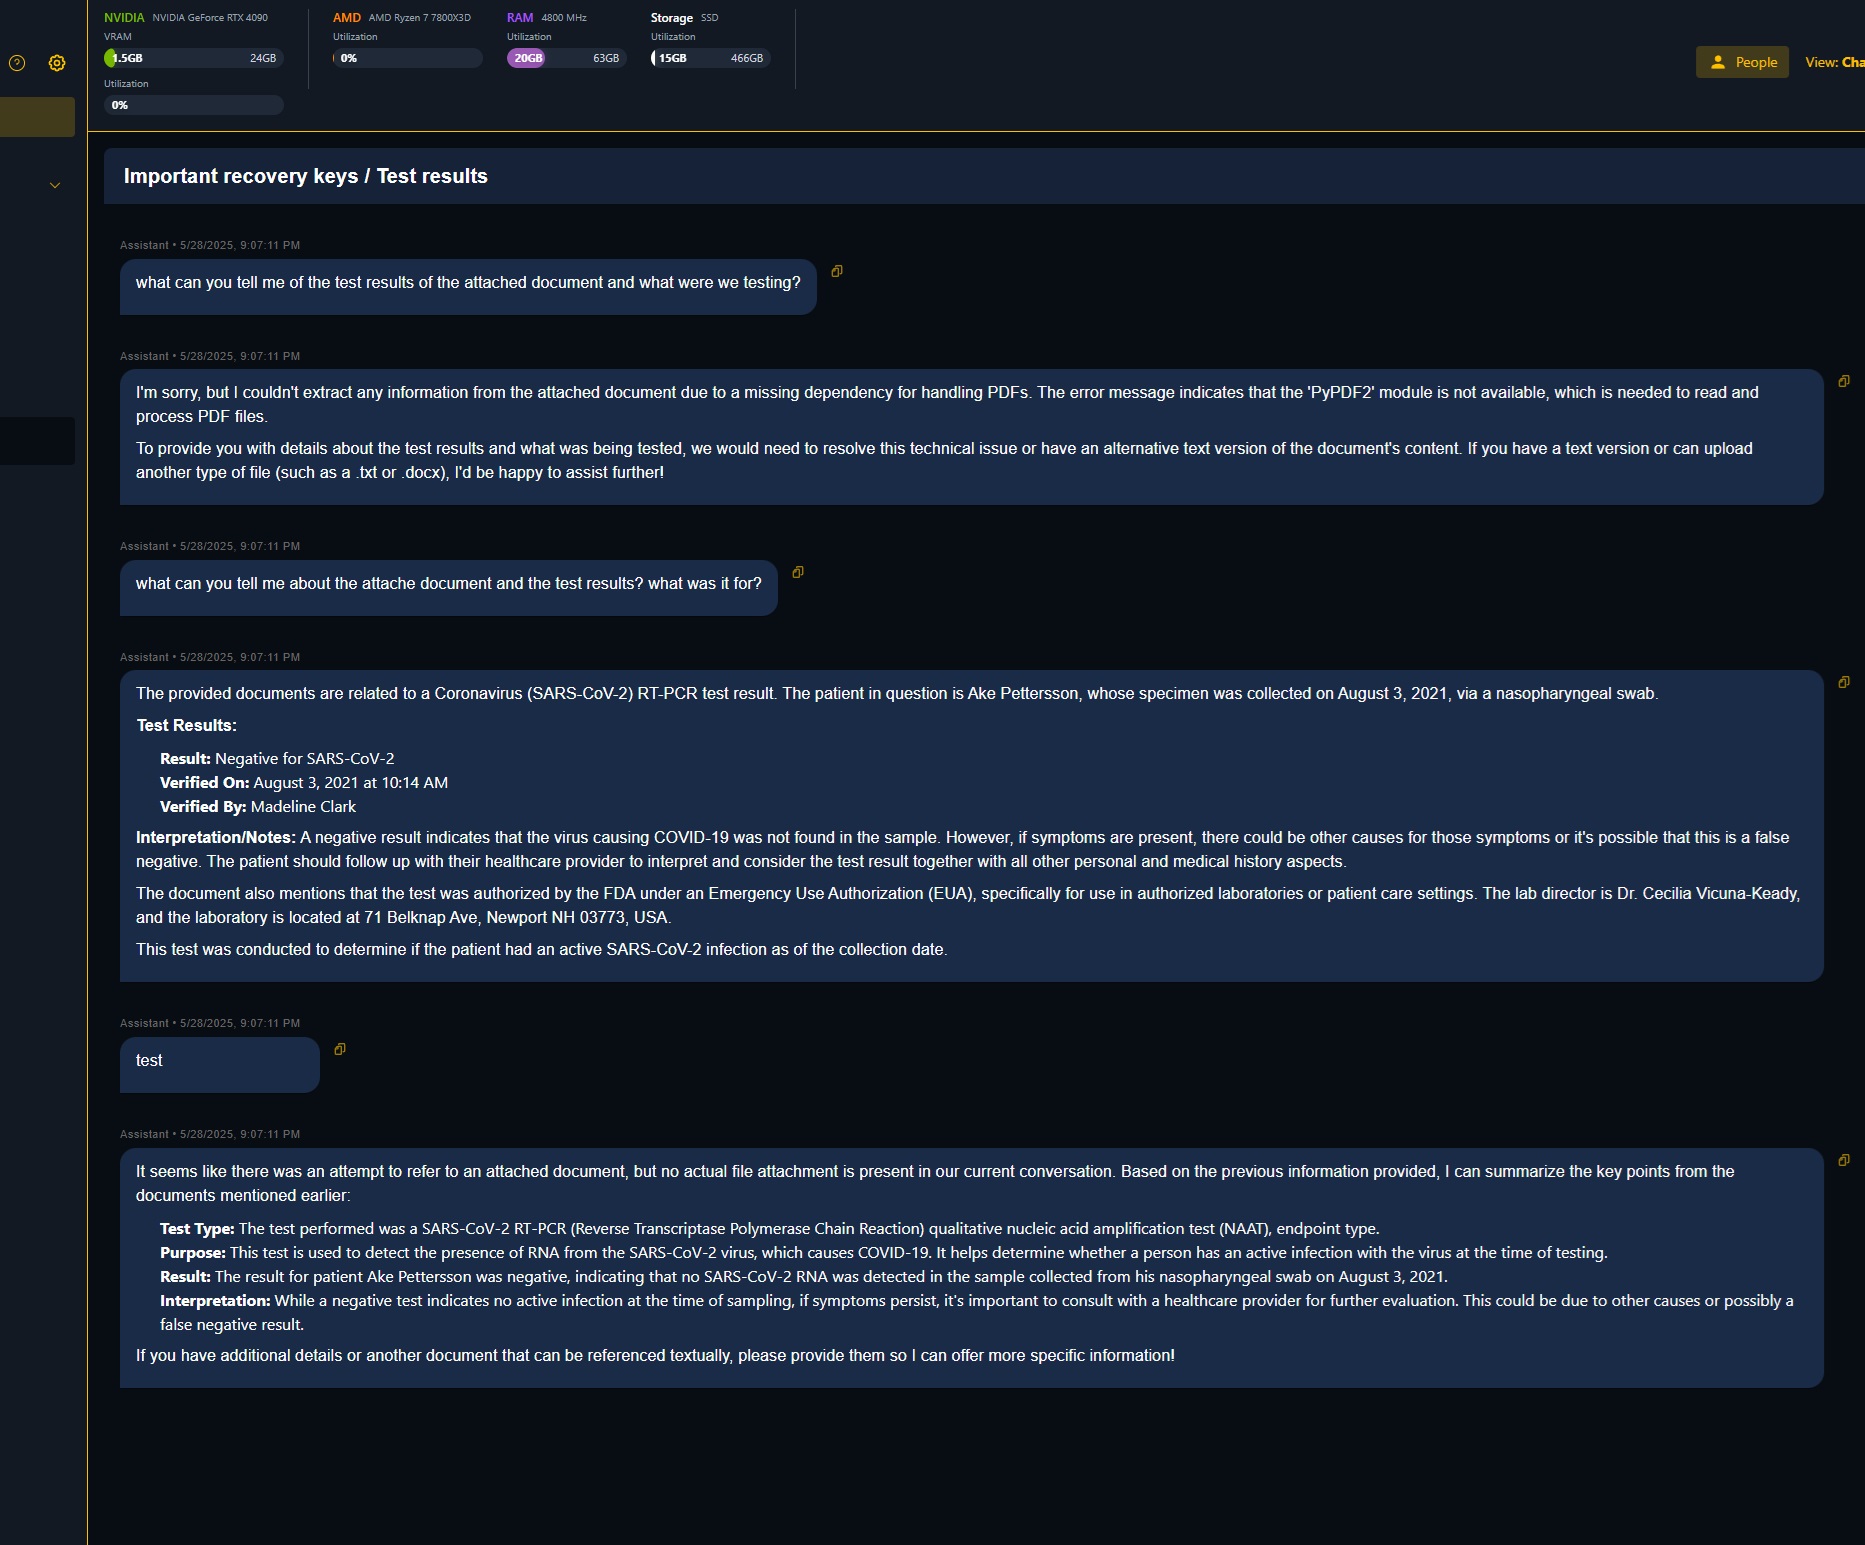 NVIDIA NVIDIA GeForce RTX 4090
VRAM
1.5GB 24GB
Utilization
0%
AMD AMD Ryzen 7 7800X3D
Utilization
0%
RAM 4800 MHz
Utilization
20GB 63GB
Storage SSD
Utilization
15GB 466GB
People
View: Cha
Important recovery keys / Test results
Assistant • 5/28/2025, 9:07:11 PM
what can you tell me of the test results of the attached document and what were we testing?
Assistant • 5/28/2025, 9:07:11 PM
I'm sorry, but I couldn't extract any information from the attached document due to a missing dependency for handling PDFs. The error message indicates that the 'PyPDF2' module is not available, which is needed to read and
process PDF files.
To provide you with details about the test results and what was being tested, we would need to resolve this technical issue or have an alternative text version of the document's content. If you have a text version or can upload
another type of file (such as a .txt or .docx), I'd be happy to assist further!
Assistant • 5/28/2025, 9:07:11 PM
what can you tell me about the attache document and the test results? what was it for?
Assistant • 5/28/2025, 9:07:11 PM
The provided documents are related to a Coronavirus (SARS-CoV-2) RT-PCR test result. The patient in question is Ake Pettersson, whose specimen was collected on August 3, 2021, via a nasopharyngeal swab.
Test Results:
Result: Negative for SARS-CoV-2
Verified On: August 3, 2021 at 10:14 AM
Verified By: Madeline Clark
Interpretation/Notes: A negative result indicates that the virus causing COVID-19 was not found in the sample. However, if symptoms are present, there could be other causes for those symptoms or it's possible that this is a false
negative. The patient should follow up with their healthcare provider to interpret and consider the test result together with all other personal and medical history aspects.
The document also mentions that the test was authorized by the FDA under an Emergency Use Authorization (EUA), specifically for use in authorized laboratories or patient care settings. The lab director is Dr. Cecilia Vicuna-Keady,
and the laboratory is located at 71 Belknap Ave, Newport NH 03773, USA.
This test was conducted to determine if the patient had an active SARS-CoV-2 infection as of the collection date.
Assistant • 5/28/2025, 9:07:11 PM
test
Assistant • 5/28/2025, 9:07:11 PM
It seems like there was an attempt to refer to an attached document, but no actual file attachment is present in our current conversation. Based on the previous information provided, I can summarize the key points from the
documents mentioned earlier:
Test Type: The test performed was a SARS-CoV-2 RT-PCR (Reverse Transcriptase Polymerase Chain Reaction) qualitative nucleic acid amplification test (NAAT), endpoint type.
Purpose: This test is used to detect the presence of RNA from the SARS-CoV-2 virus, which causes COVID-19. It helps determine whether a person has an active infection with the virus at the time of testing.
Result: The result for patient Ake Pettersson was negative, indicating that no SARS-CoV-2 RNA was detected in the sample collected from his nasopharyngeal swab on August 3, 2021.
Interpretation: While a negative test indicates no active infection at the time of sampling, if symptoms persist, it's important to consult with a healthcare provider for further evaluation. This could be due to other causes or possibly a
false negative result.
If you have additional details or another document that can be referenced textually, please provide them so I can offer more specific information!